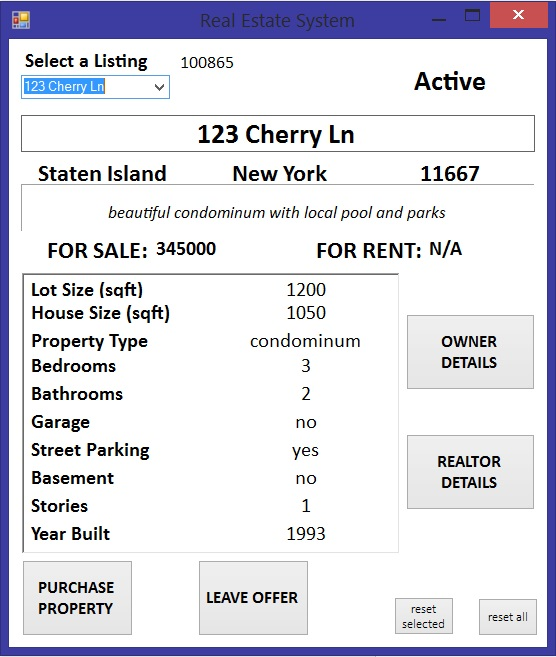 Real Estate System
Select a Listing 100865
123 Cherry Ln
Active
123 Cherry Ln
Staten Island New York 11667
beautiful condominum with local pool and parks
FOR SALE: 345000 FOR RENT: N/A
Lot Size (sqft) 1200
House Size (sqft) 1050
Property Type condominum
Bedrooms 3
Bathrooms 2
Garage no
Street Parking yes
Basement no
Stories 1
Year Built 1993
OWNER
DETAILS
REALTOR
DETAILS
PURCHASE
PROPERTY
LEAVE OFFER
reset
selected
reset all